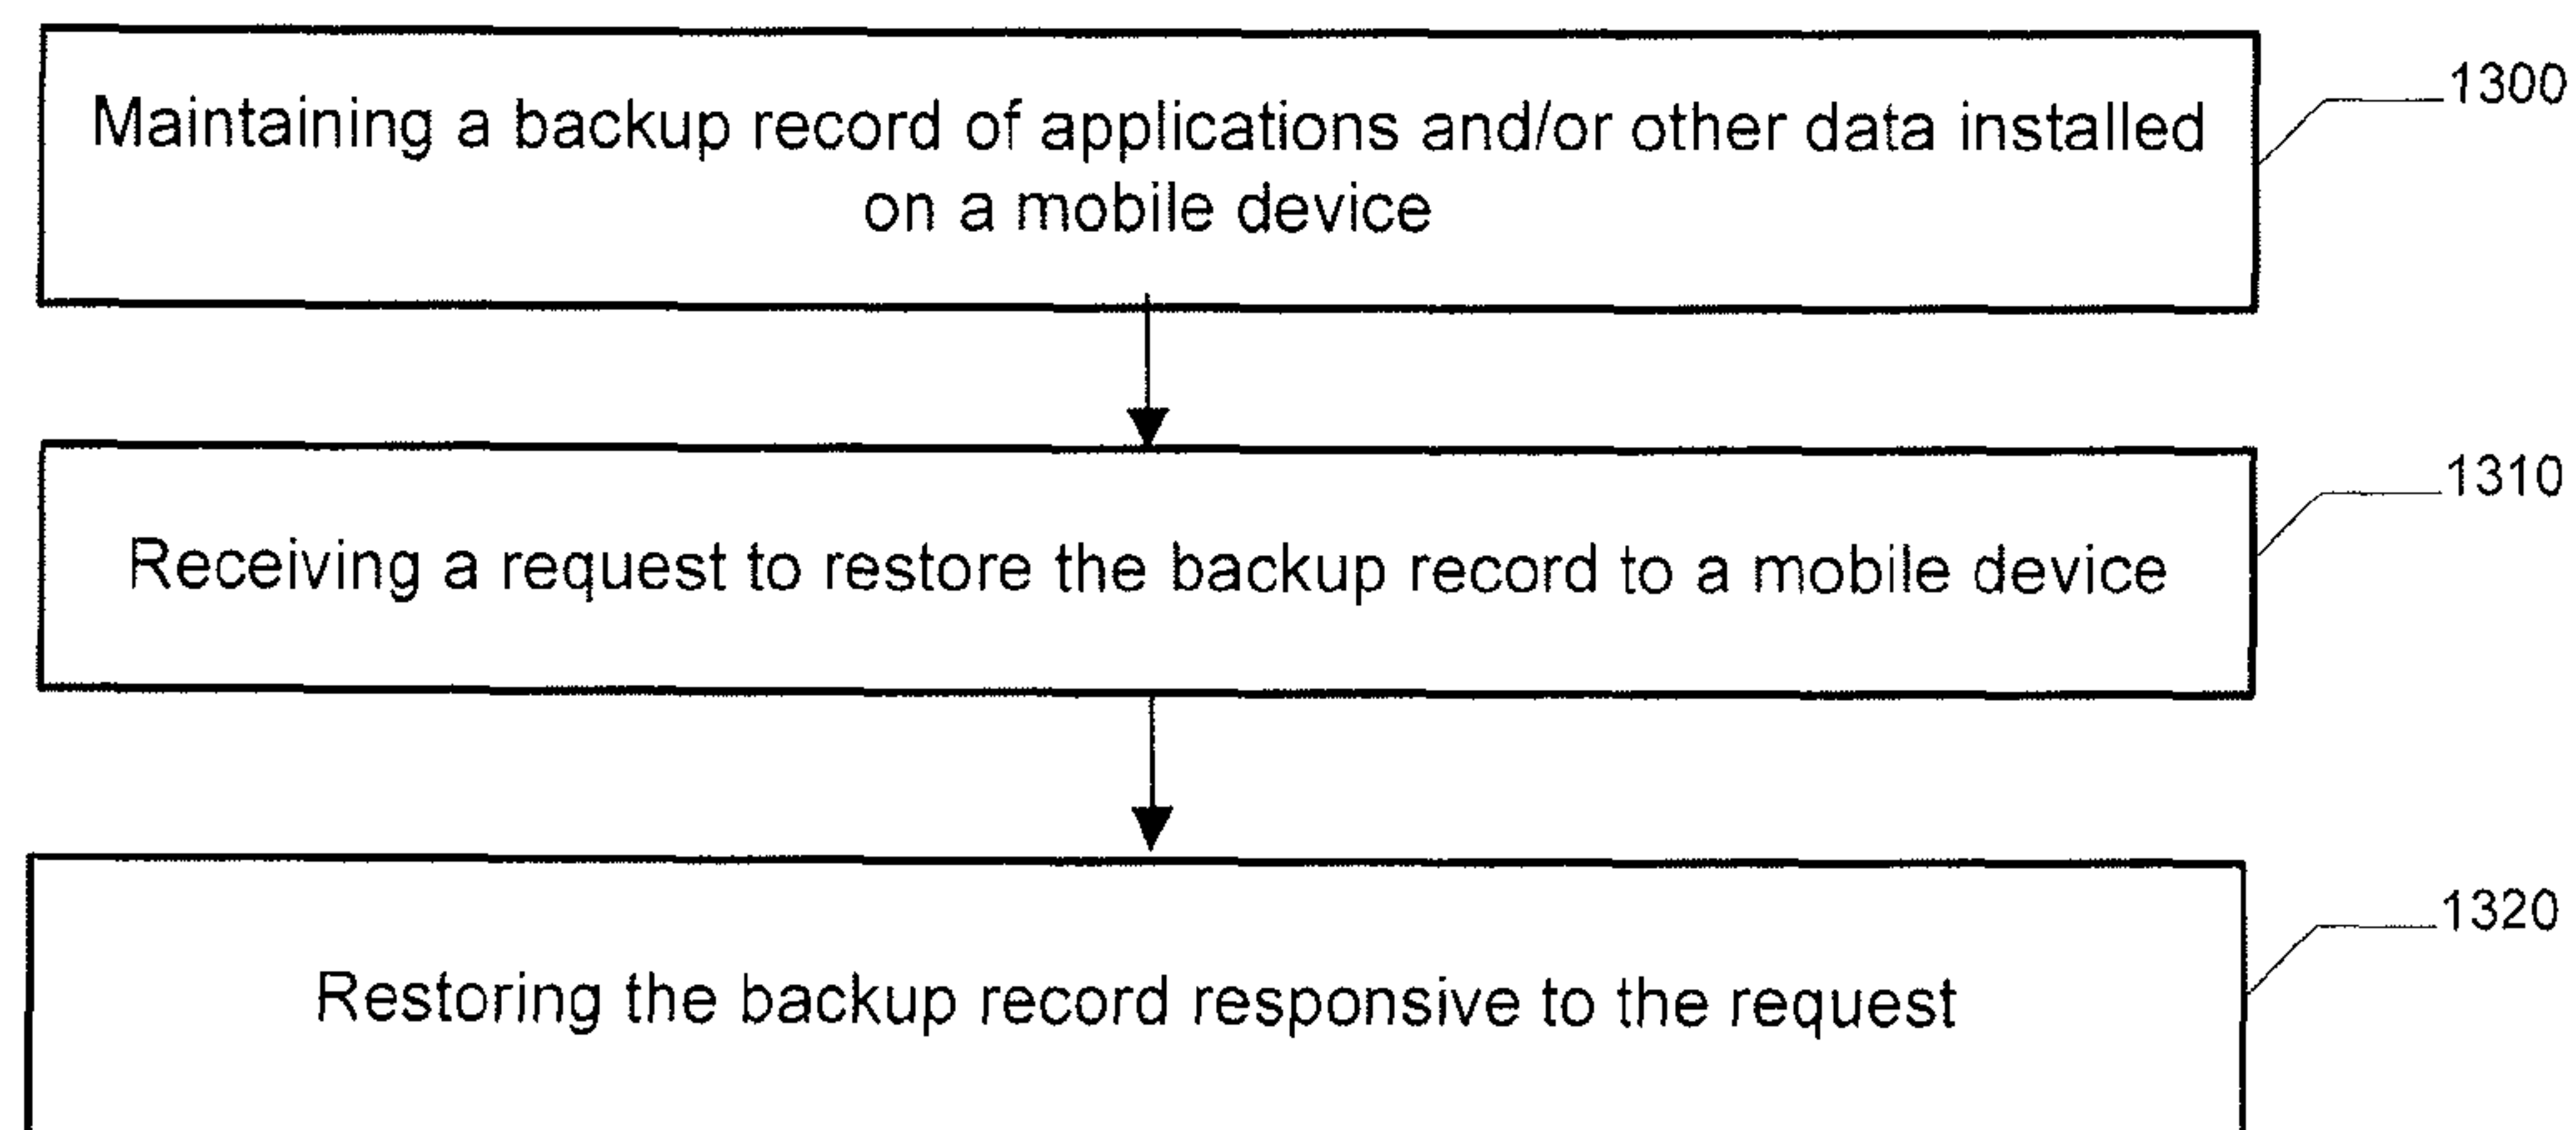 Maintaining a backup record of applications and/or other data installed
on a mobile device
1300
Receiving a request to restore the backup record to a mobile device
1310
Restoring the backup record responsive to the request
1320